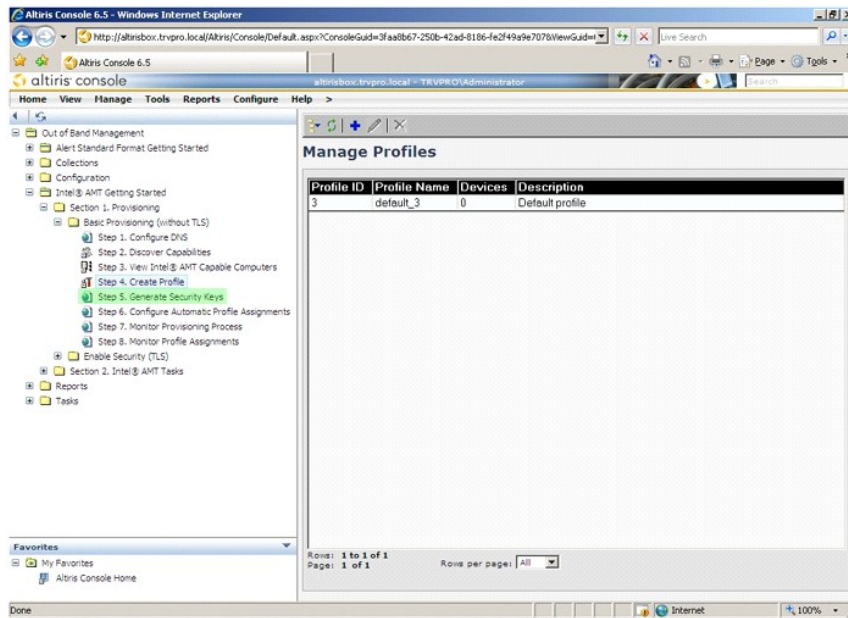 Altiris Console 6.5 - Windows Internet Explorer
http://altirisbox.trvpro.local/Altiris/Console/Default.aspx?ConsoleGuid=3faa8b67-250b-42ad-8186-fe2f49a9e707&ViewGuid=
Live Search
Altiris Console 6.5
Page
Tools
altiris console
altirisbox.trvpro.local - TRVPRO\Administrator
Search
Home View Manage Tools Reports Configure Help >
Out of Band Management
Alert Standard Format Getting Started
Collections
Configuration
Intel® AMT Getting Started
Section 1. Provisioning
Basic Provisioning (without TLS)
Step 1. Configure DNS
Step 2. Discover Capabilities
Step 3. View Intel® AMT Capable Computers
Step 4. Create Profile
Step 5. Generate Security Keys
Step 6. Configure Automatic Profile Assignments
Step 7. Monitor Provisioning Process
Step 8. Monitor Profile Assignments
Enable Security (TLS)
Section 2. Intel® AMT Tasks
Reports
Tasks
Manage Profiles
Profile ID Profile Name Devices Description
3 default_3 0 Default profile
Rows: 1 to 1 of 1
Page: 1 of 1
Rows per page: All
Favorites
My Favorites
Altiris Console Home
Done
Internet
100%